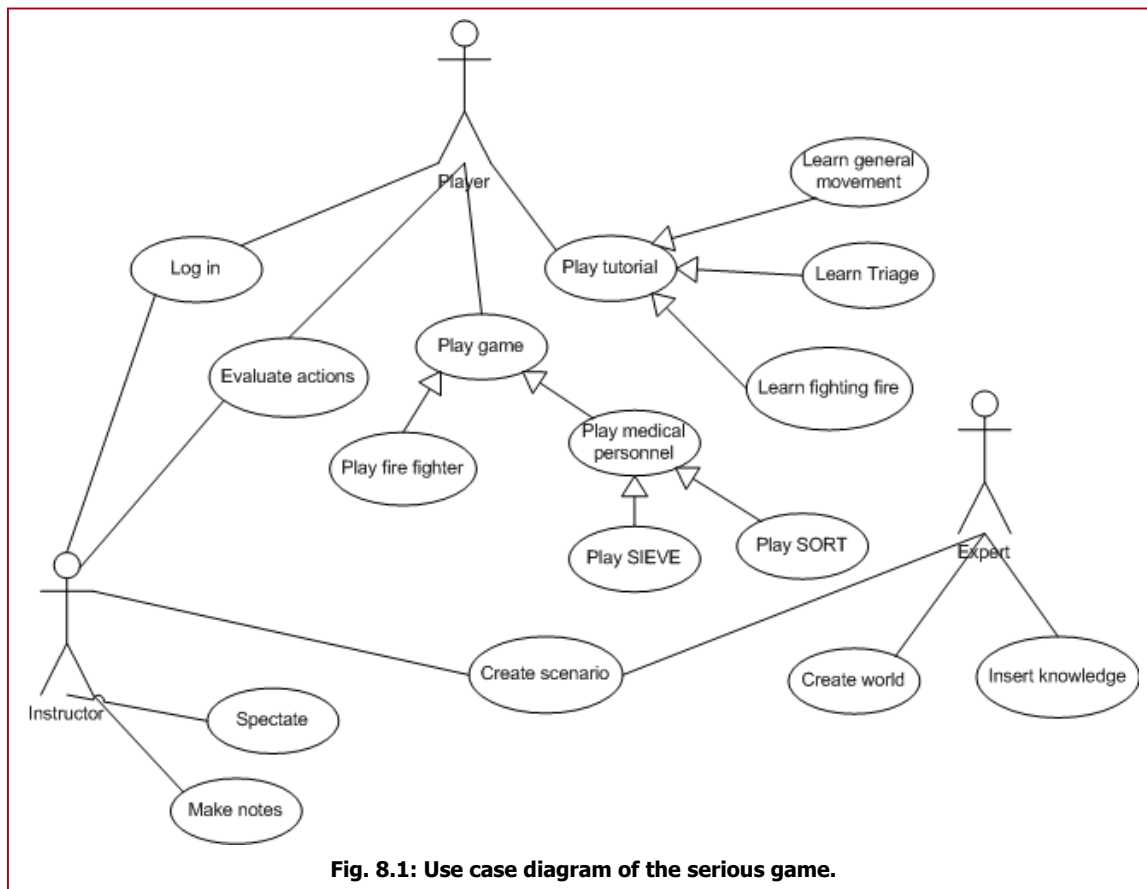 Player
Learn general
movement
Log in
Play tutorial
Learn Triage
Play game
Evaluate actions
Learn fighting fire
Play medical
personnel
Play fire fighter
Play SIEVE
Play SORT
Expert
Create scenario
Create world
Insert knowledge
Instructor
Spectate
Make notes
Fig. 8.1: Use case diagram of the serious game.